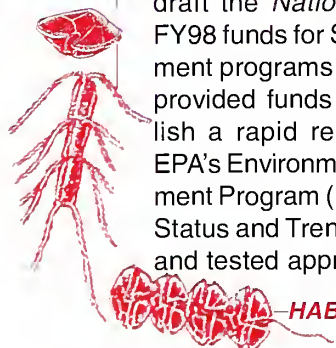 draft the Natio
FY98 funds for S
ment programs
provided funds
lish a rapid re
EPA's Environm
ment Program (
Status and Tren
and tested appr
HAB